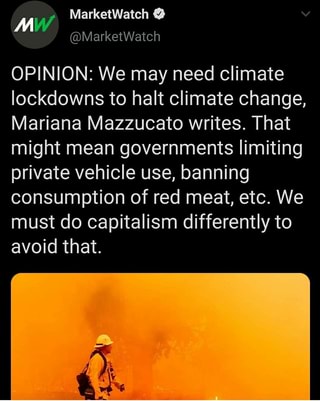 MW
MarketWatch
@MarketWatch
OPINION: We may need climate
lockdowns to halt climate change,
Mariana Mazzucato writes. That
might mean governments limiting
private vehicle use, banning
consumption of red meat, etc. We
must do capitalism differently to
avoid that.